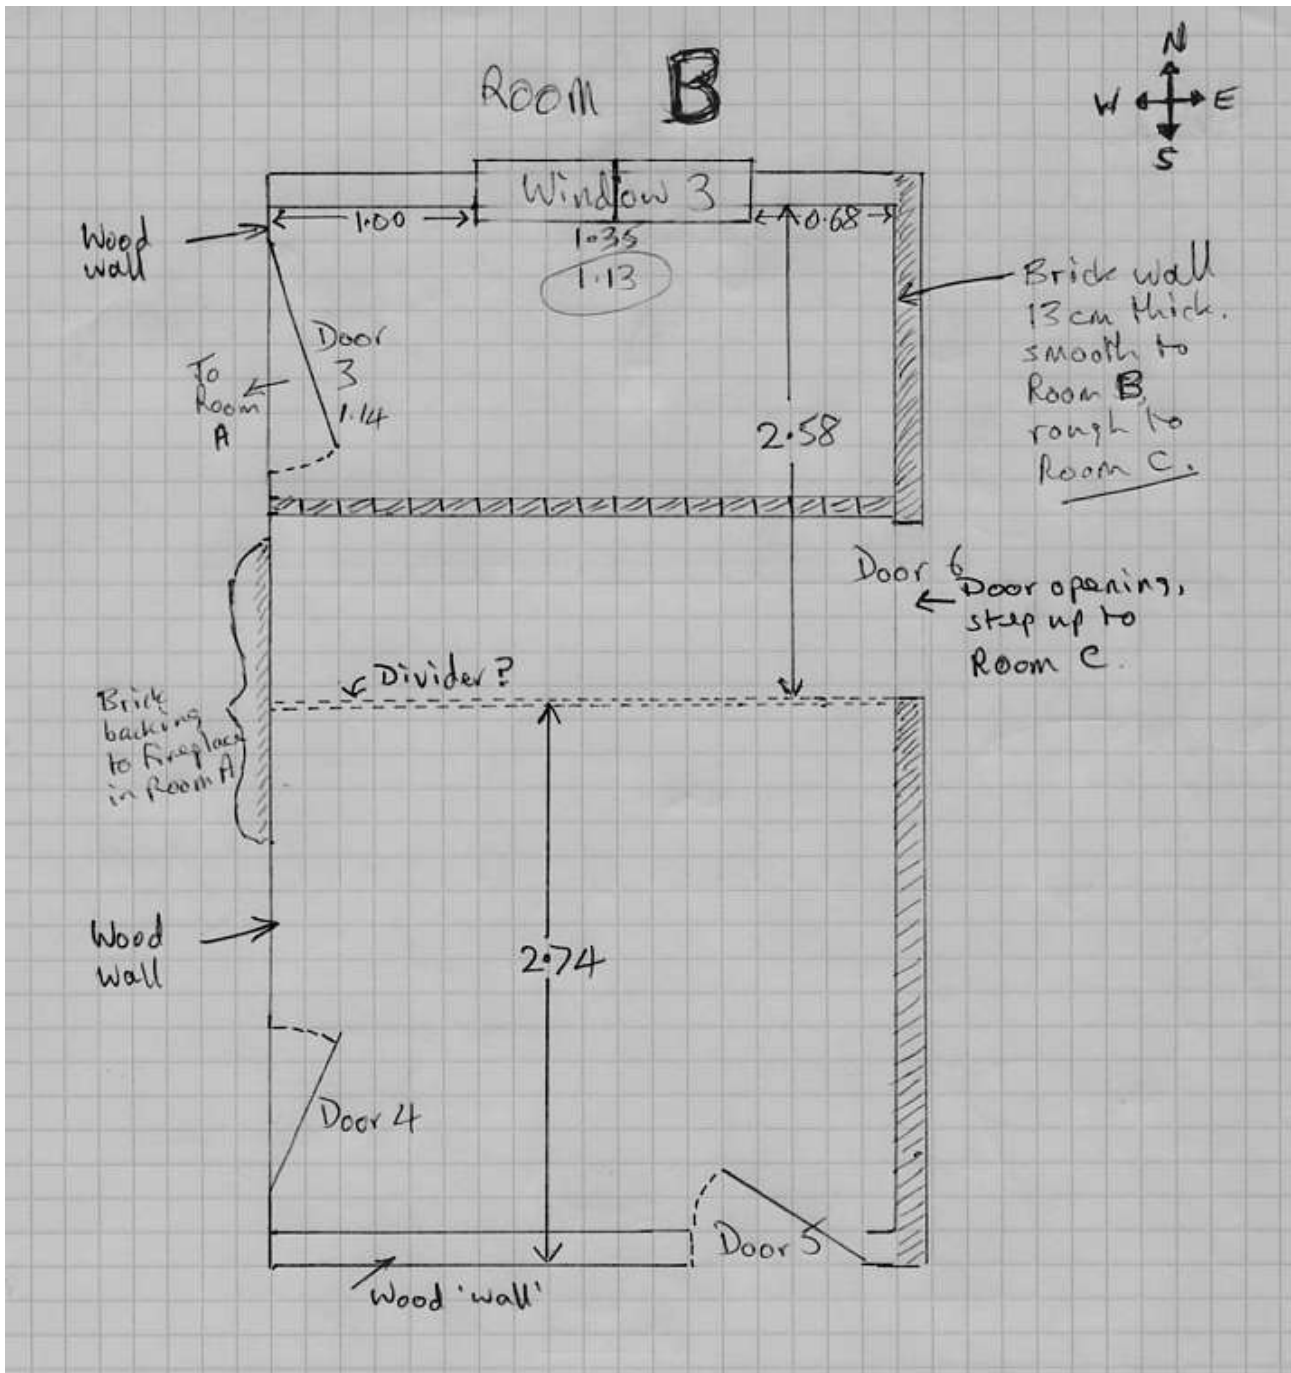 Room B
N
W E
S
Window 3
1.00
0.68
1.35
1.13
Wood
wall
Brick wall
13 cm thick.
smooth to
Room B,
rough to
Room C.
Door
3
1.14
To
Room
A
2.58
Door 6
Door opening,
step up to
Room C.
Divider?
Brick
backing
to Fireplace
in Room A
Wood
wall
2.74
Door 4
Door 5
Wood 'wall'